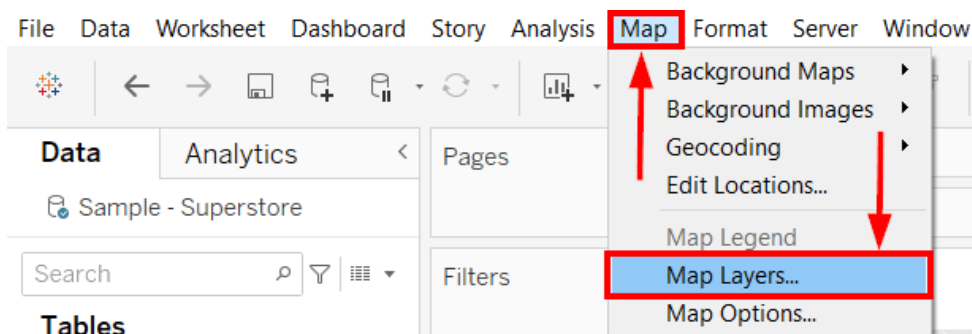 File Data Worksheet Dashboard Story Analysis Map Format Server Window
Background Maps
Background Images
Data Analytics
Pages
Geocoding
Edit Locations...
Sample - Superstore
Map Legend
Search
Filters
Map Layers...
Map Options...
Tables